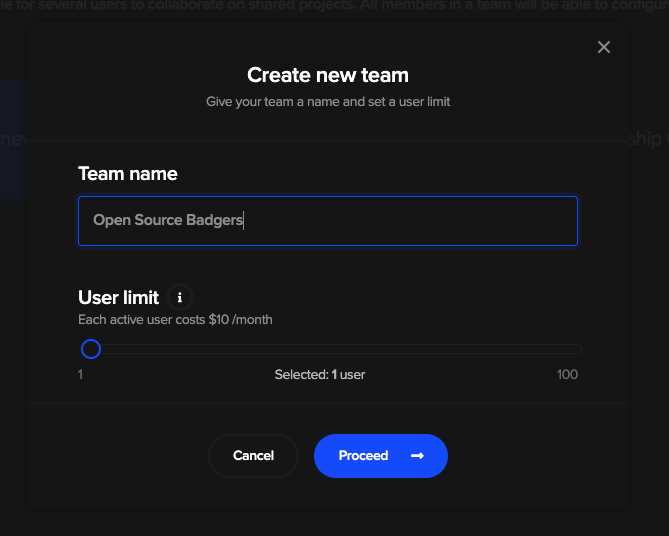 le for several users to collaborate on shared projects. All members in a team will be able to configur
Create new team
Give your team a name and set a user limit
new
ship
Team name
Open Source Badgers
User limit i
Each active user costs $10 /month
1 Selected: 1 user 100
Cancel Proceed →